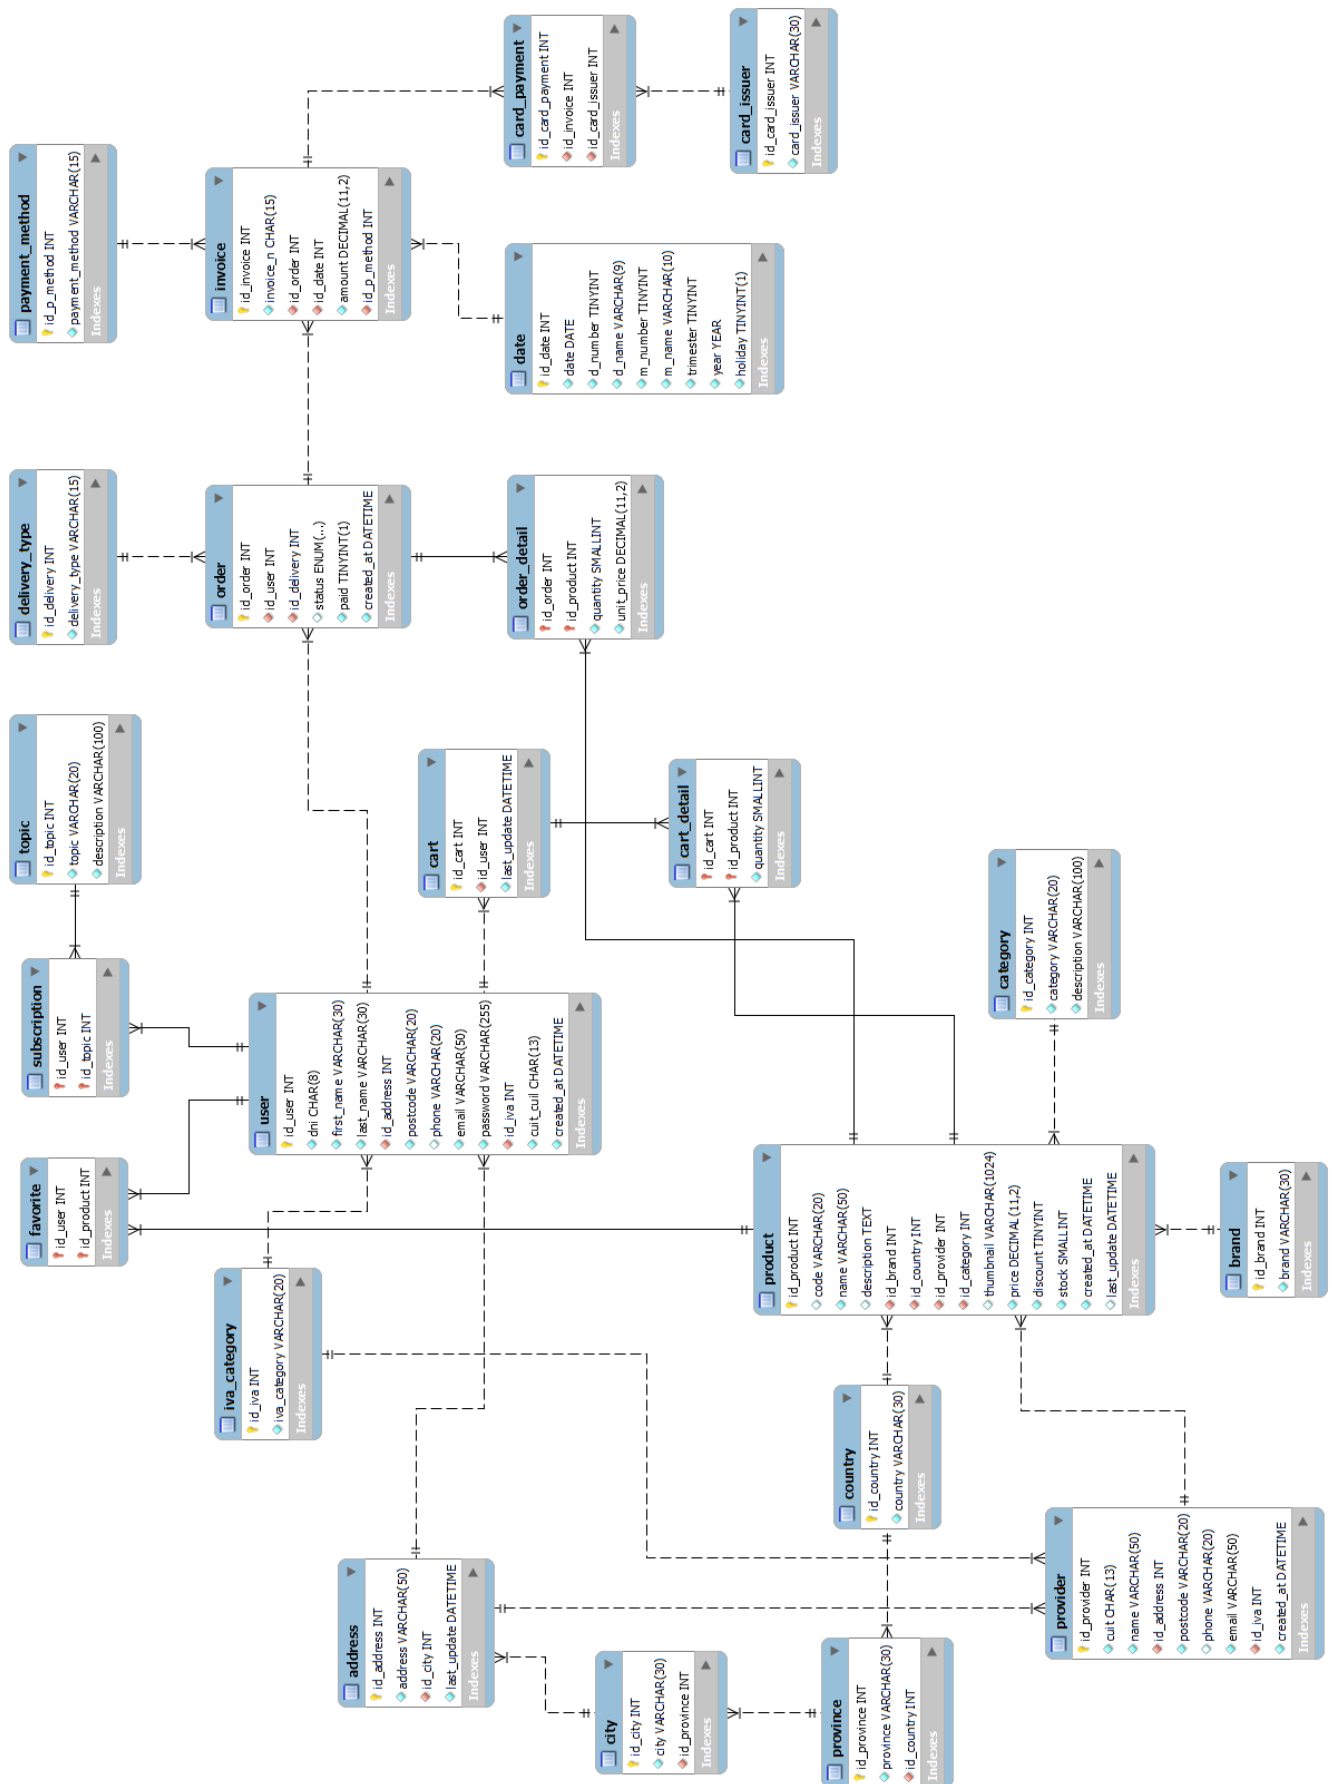 payment_method
id_p_method INT
payment_method VARCHAR(15)
Indexes
invoice
id_invoice INT
invoice_n CHAR(15)
id_order INT
id_date INT
amount DECIMAL(11,2)
id_p_method INT
Indexes
card_payment
id_card_payment INT
id_invoice INT
id_card_issuer INT
Indexes
card_issuer
id_card_issuer INT
card_issuer VARCHAR(30)
Indexes
date
id_date INT
date DATE
d_number TINYINT
d_name VARCHAR(9)
m_number TINYINT
m_name VARCHAR(10)
trimester TINYINT
year YEAR
holiday TINYINT(1)
Indexes
delivery_type
id_delivery INT
delivery_type VARCHAR(15)
Indexes
order
id_order INT
id_user INT
id_delivery INT
status ENUM(...)
paid TINYINT(1)
created_at DATETIME
Indexes
order_detail
id_order INT
id_product INT
quantity SMALLINT
unit_price DECIMAL(11,2)
Indexes
topic
id_topic INT
topic VARCHAR(20)
description VARCHAR(100)
Indexes
cart
id_cart INT
id_user INT
last_update DATETIME
Indexes
cart_detail
id_cart INT
id_product INT
quantity SMALLINT
Indexes
category
id_category INT
category VARCHAR(20)
description VARCHAR(100)
Indexes
subscription
id_user INT
id_topic INT
Indexes
user
id_user INT
dni CHAR(8)
first_name VARCHAR(30)
last_name VARCHAR(30)
id_address INT
postcode VARCHAR(20)
phone VARCHAR(20)
email VARCHAR(50)
password VARCHAR(255)
id_iva INT
cuit_cuil CHAR(13)
created_at DATETIME
Indexes
favorite
id_user INT
id_product INT
Indexes
product
id_product INT
code VARCHAR(20)
name VARCHAR(50)
description TEXT
id_brand INT
id_country INT
id_provider INT
id_category INT
thumbnail VARCHAR(1024)
price DECIMAL(11,2)
discount TINYINT
stock SMALLINT
created_at DATETIME
last_update DATETIME
Indexes
brand
id_brand INT
brand VARCHAR(30)
Indexes
iva_category
id_iva INT
iva_category VARCHAR(20)
Indexes
country
id_country INT
country VARCHAR(30)
Indexes
address
id_address INT
address VARCHAR(50)
id_city INT
last_update DATETIME
Indexes
city
id_city INT
city VARCHAR(30)
id_province INT
Indexes
province
id_province INT
province VARCHAR(30)
id_country INT
Indexes
provider
id_provider INT
cuit CHAR(13)
name VARCHAR(50)
id_address INT
postcode VARCHAR(20)
phone VARCHAR(20)
email VARCHAR(50)
id_iva INT
created_at DATETIME
Indexes